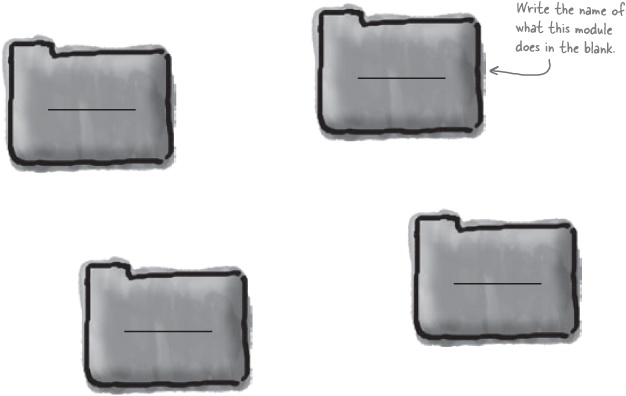 Write the name of
what this module
does in the blank.